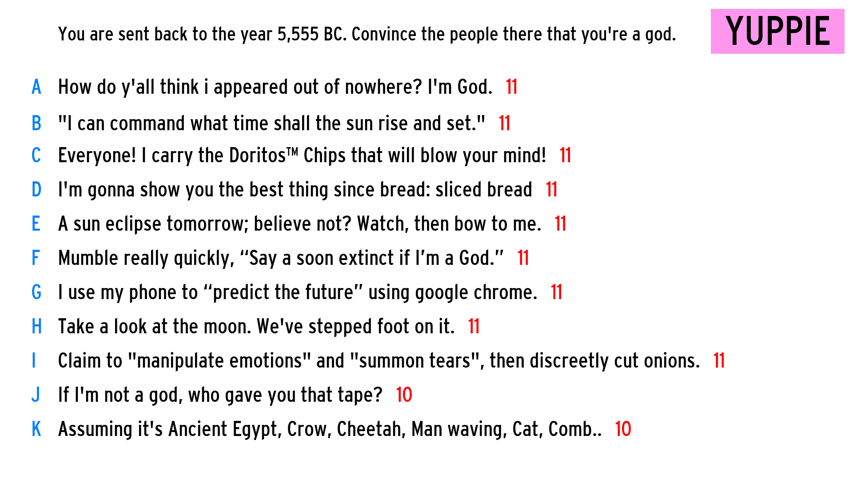 You are sent back to the year 5,555 BC. Convince the people there that you're a god.
YUPPIE
A How do y'all think i appeared out of nowhere? I'm God. 11
B "I can command what time shall the sun rise and set." 11
C Everyone! I carry the Doritos™ Chips that will blow your mind! 11
D I'm gonna show you the best thing since bread: sliced bread 11
E A sun eclipse tomorrow; believe not? Watch, then bow to me. 11
F Mumble really quickly, “Say a soon extinct if I’m a God.” 11
G I use my phone to “predict the future” using google chrome. 11
H Take a look at the moon. We've stepped foot on it. 11
I Claim to "manipulate emotions" and "summon tears", then discreetly cut onions. 11
J If I'm not a god, who gave you that tape? 10
K Assuming it's Ancient Egypt, Crow, Cheetah, Man waving, Cat, Comb.. 10